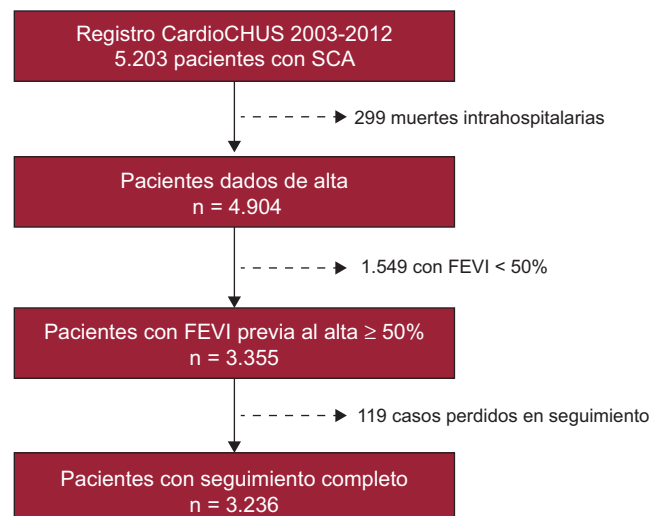 Registro CardioCHUS 2003-2012
5.203 pacientes con SCA
299 muertes intrahospitalarias
Pacientes dados de alta
n = 4.904
1.549 con FEVI < 50%
Pacientes con FEVI previa al alta ≥ 50%
n = 3.355
119 casos perdidos en seguimiento
Pacientes con seguimiento completo
n = 3.236